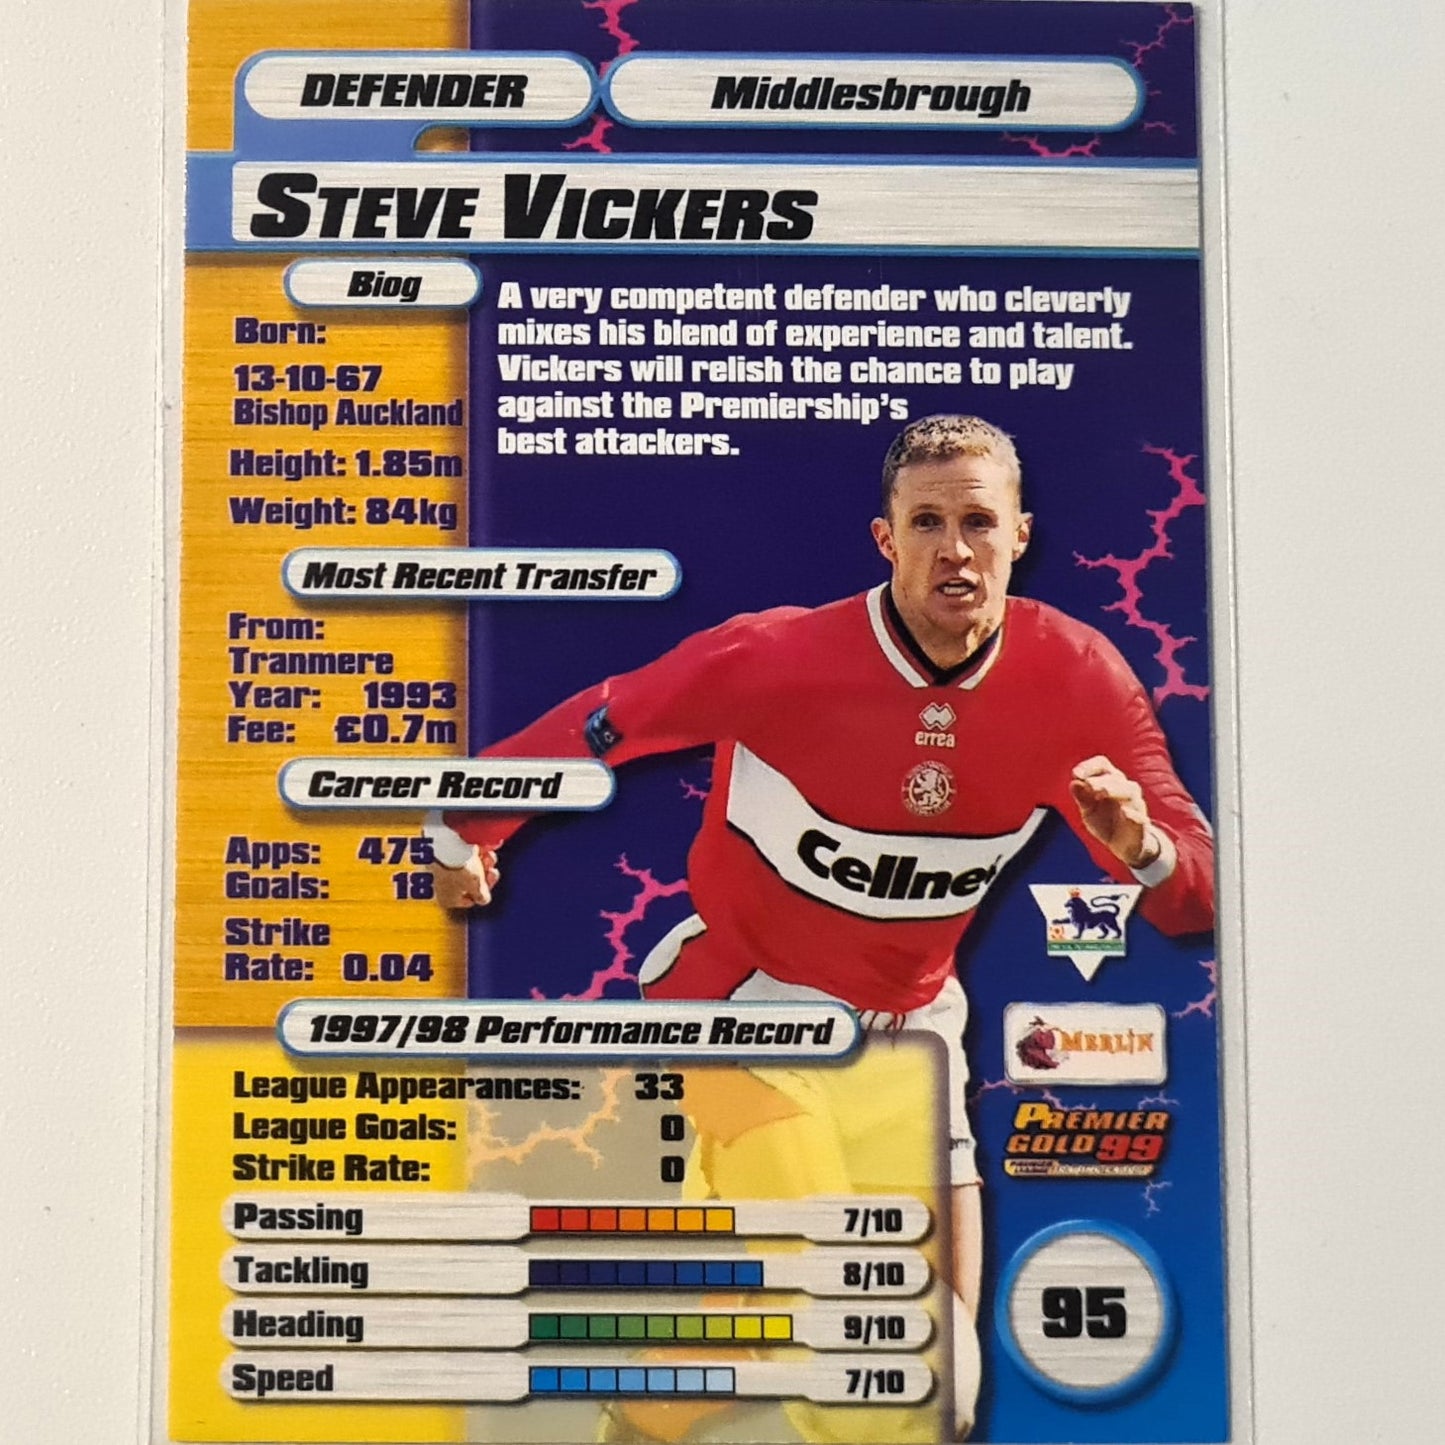 DEFENDER
Middlesbrough
STEVE VICKERS
Biog
Born:
13-10-67
Bishop Auckland
Height: 1.85m
Weight: 84kg
A very competent defender who cleverly
mixes his blend of experience and talent.
Vickers will relish the chance to play
against the Premiership's
best attackers.
Most Recent Transfer
From:
Tranmere
Year: 1993
Fee: £0.7m
Career Record
Apps: 475
Goals: 18
Strike
Rate: 0.04
errea
Cellne
MERLIN
PREMIER
GOLD 99
1997/98 Performance Record
League Appearances: 33
League Goals: 0
Strike Rate: 0
Passing 7/10
Tackling 8/10
Heading 9/10
Speed 7/10
95